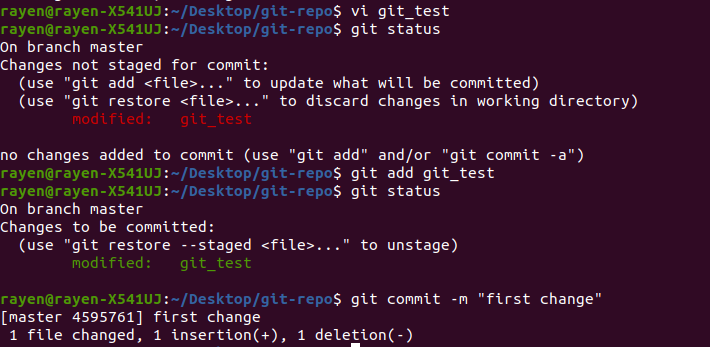 rayen@rayen-X541UJ:~/Desktop/git-repo$ vi git_test
rayen@rayen-X541UJ:~/Desktop/git-repo$ git status
On branch master
Changes not staged for commit:
  (use "git add <file>..." to update what will be committed)
  (use "git restore <file>..." to discard changes in working directory)
        modified:   git_test

no changes added to commit (use "git add" and/or "git commit -a")
rayen@rayen-X541UJ:~/Desktop/git-repo$ git add git_test
rayen@rayen-X541UJ:~/Desktop/git-repo$ git status
On branch master
Changes to be committed:
  (use "git restore --staged <file>..." to unstage)
        modified:   git_test

rayen@rayen-X541UJ:~/Desktop/git-repo$ git commit -m "first change"
[master 4595761] first change
 1 file changed, 1 insertion(+), 1 deletion(-)